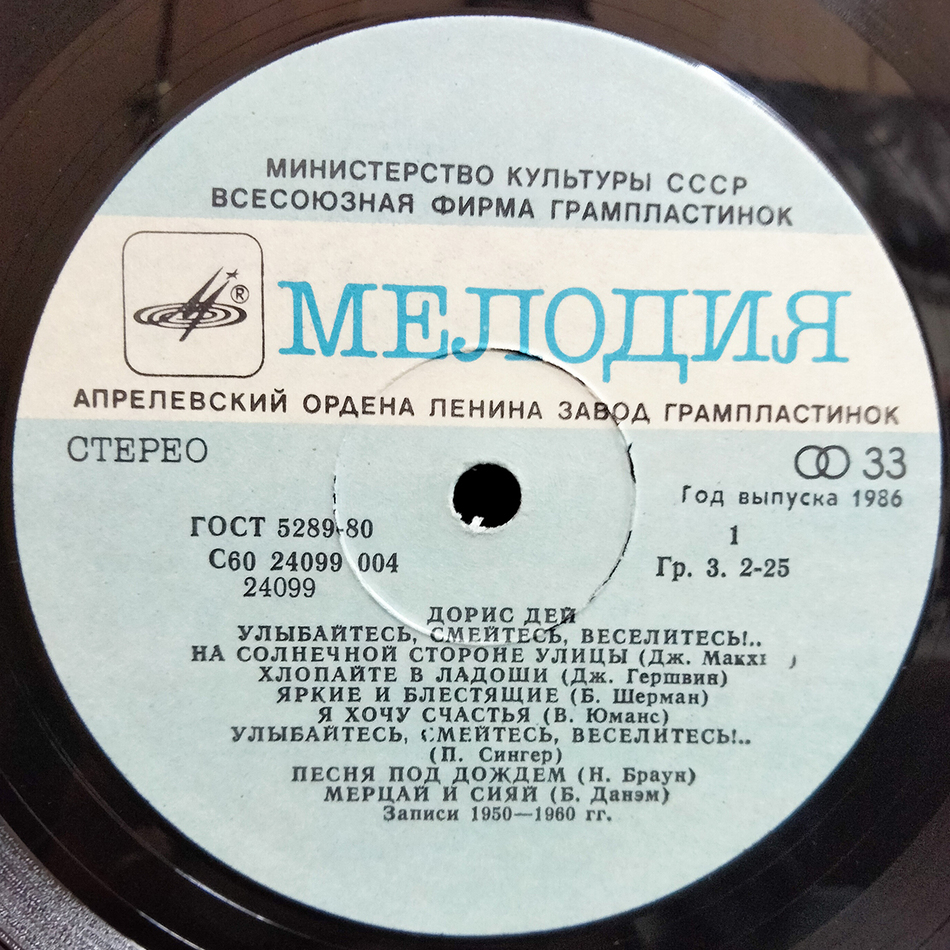 МИНИСТЕРСТВО КУЛЬТУРЫ СССР
ВСЕСОЮЗНАЯ ФИРМА ГРАМПЛАСТИНОК
® МЕЛОДИЯ
АПРЕЛЕВСКИЙ ОРДЕНА ЛЕНИНА ЗАВОД ГРАМПЛАСТИНОК
СТЕРЕО
33
Год выпуска 1986
ГОСТ 5289-80
1
С60 24099 004
Гр. 3. 2-25
24099
ДОРИС ДЕЙ
УЛЫБАЙТЕСЬ, СМЕЙТЕСЬ, ВЕСЕЛИТЕСЬ!..
НА СОЛНЕЧНОЙ СТОРОНЕ УЛИЦЫ (Дж.
ХЛОПАЙТЕ В ЛАДОШИ (Дж. Гершвин)
ЯРКИЕ И БЛЕСТЯЩИЕ (Б. Шерман)
Я ХОЧУ СЧАСТЬЯ (В. Юманс)
УЛЫБАЙТЕСЬ, СМЕЙТЕСЬ, ВЕСЕЛИТЕСЬ!..
(П. Сингер)
ПЕСНЯ ПОД ДОЖДЕМ (Н. Браун)
МЕРЦАЙ И СИЯЙ (Б. Данэм)
Записи 1950—1960 гг.